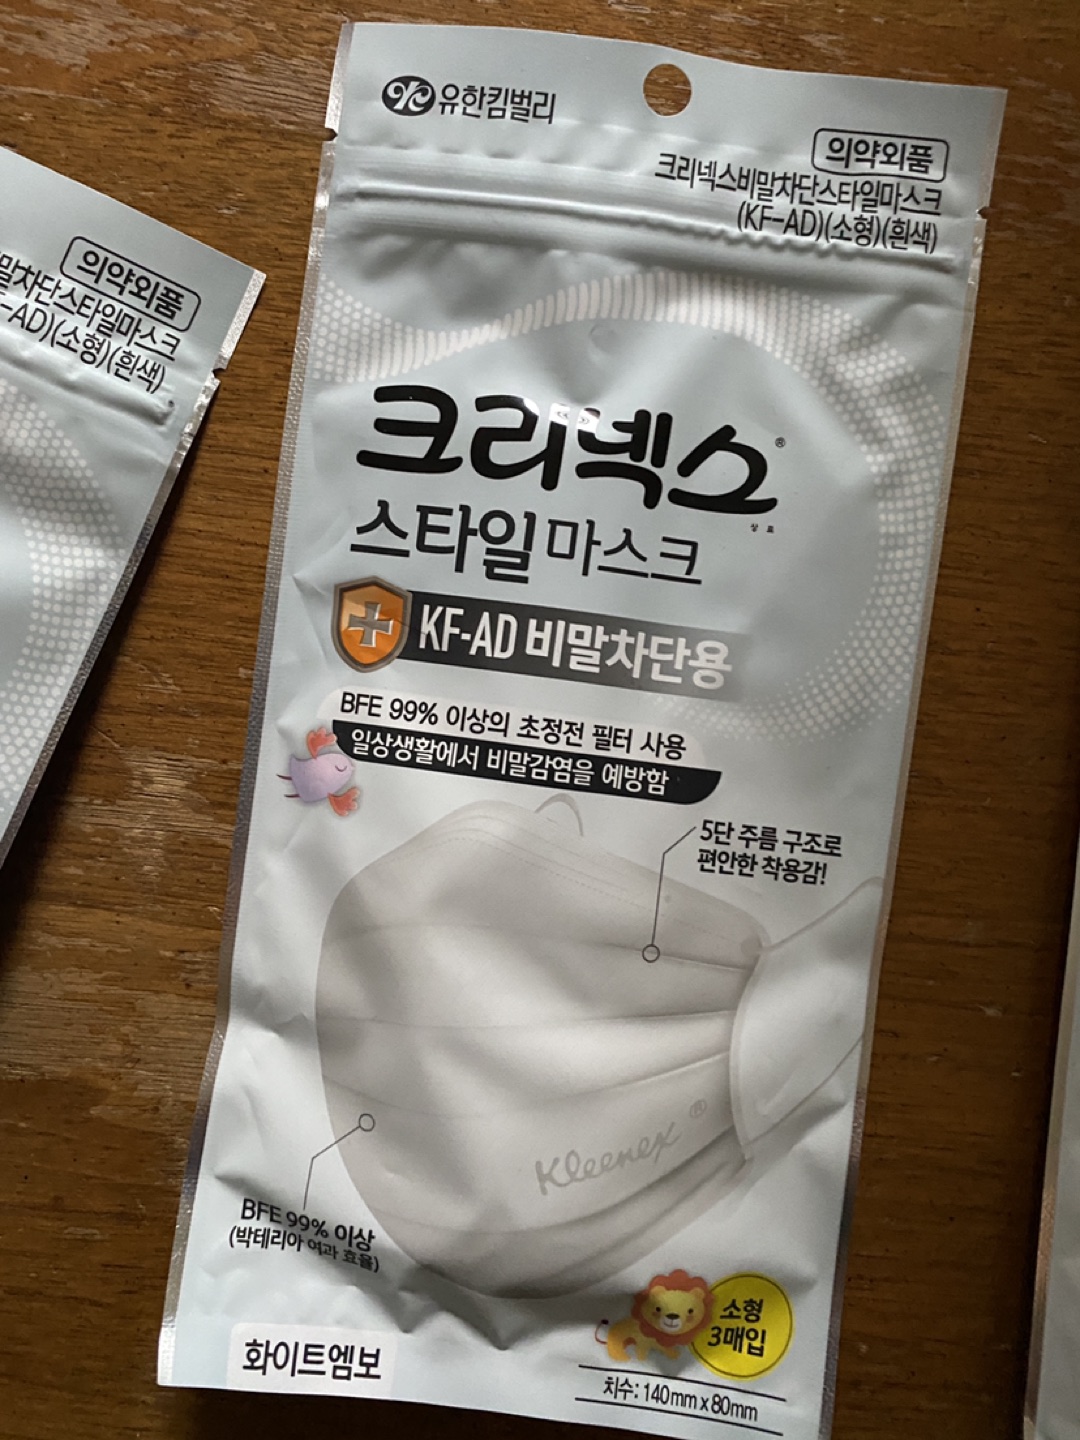 유한킴벌리
의약외품
크리넥스비말차단스타일마스크
(KF-AD)(소형)(흰색)
크리넥스®
상표
스타일마스크
KF-AD 비말차단용
BFE 99% 이상의 초정전 필터 사용
일상생활에서 비말감염을 예방함
5단 주름 구조로
편안한 착용감!
Kleenex ®
BFE 99% 이상
(박테리아 여과 효율)
소형
3매입
화이트엠보
치수: 140mm x 80mm
의약외품
말차단스타일마스크
-AD)(소형)(흰색)